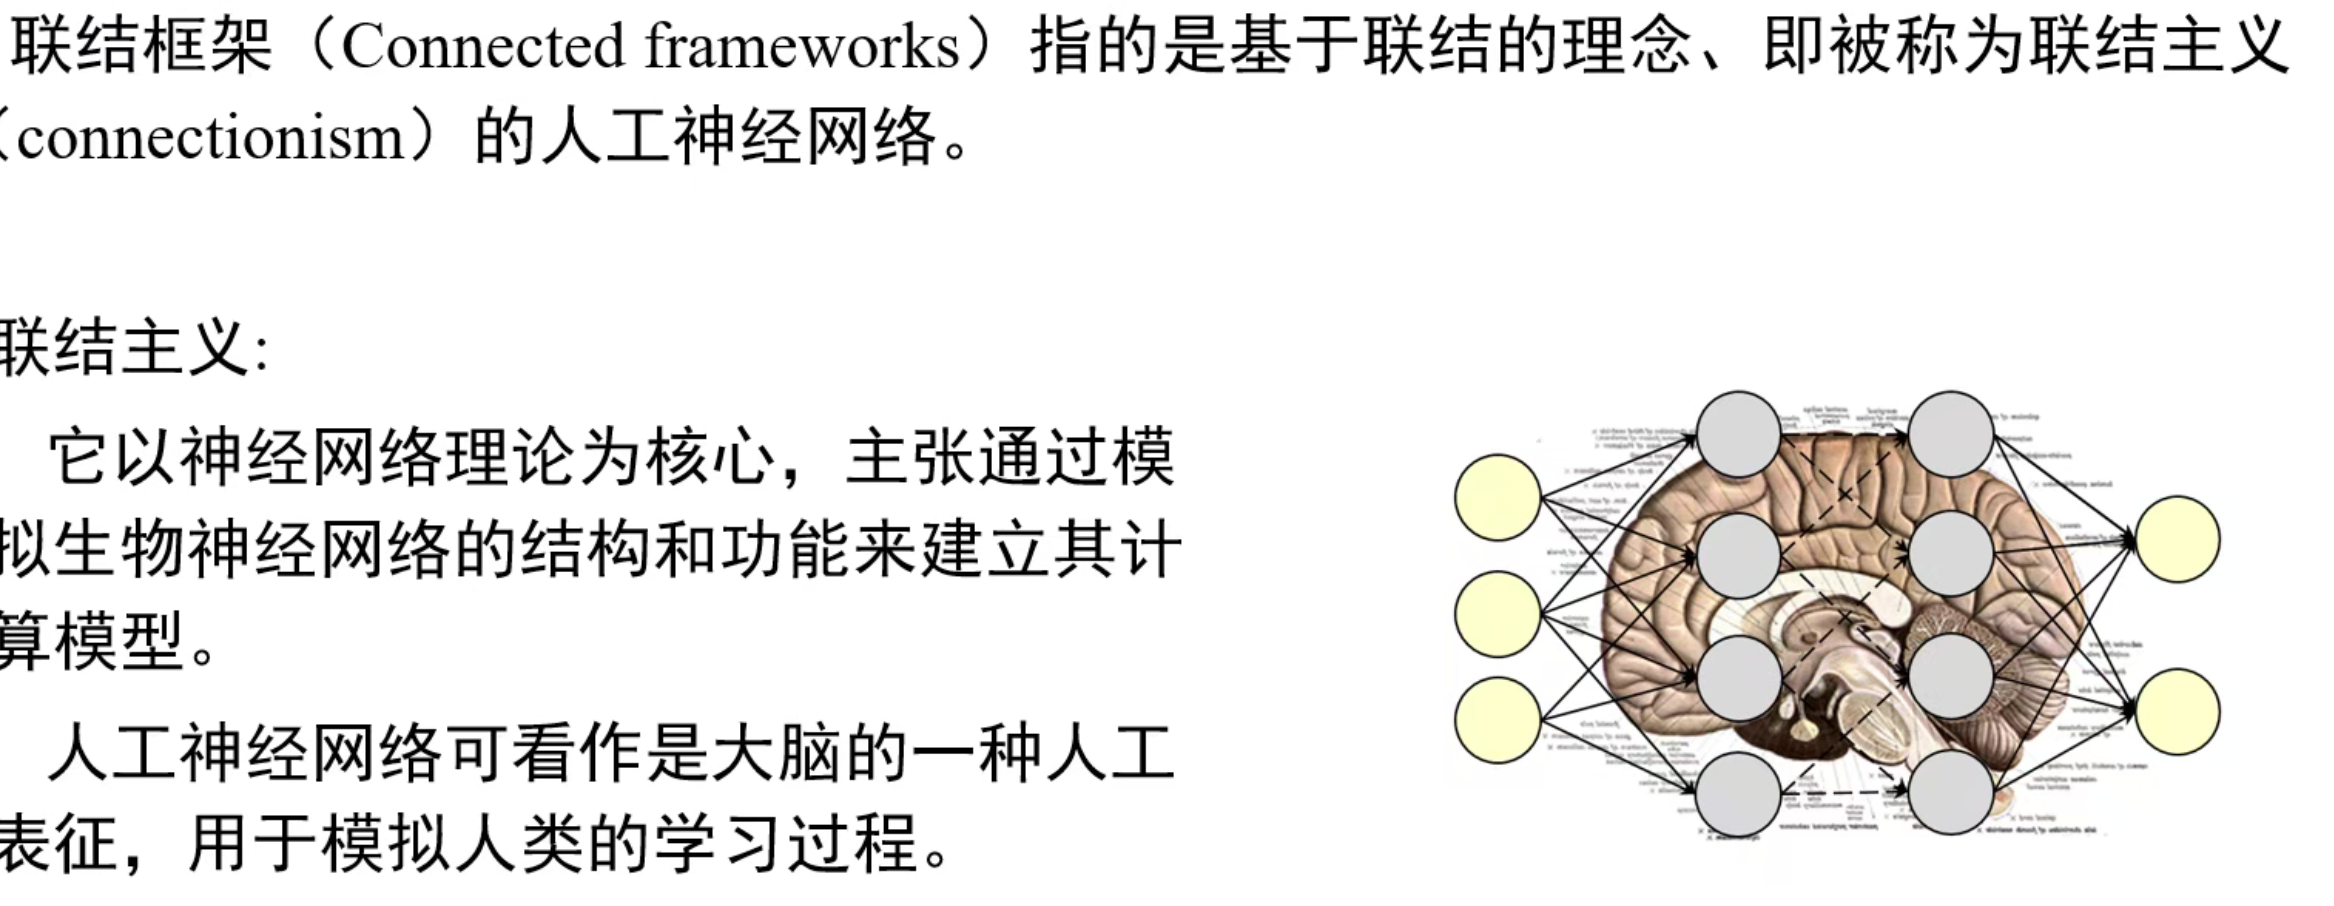 联结框架（Connected frameworks）指的是基于联结的理念、即被称为联结主义
（connectionism）的人工神经网络。
联结主义:
它以神经网络理论为核心，主张通过模
拟生物神经网络的结构和功能来建立其计
算模型。
人工神经网络可看作是大脑的一种人工
表征，用于模拟人类的学习过程。